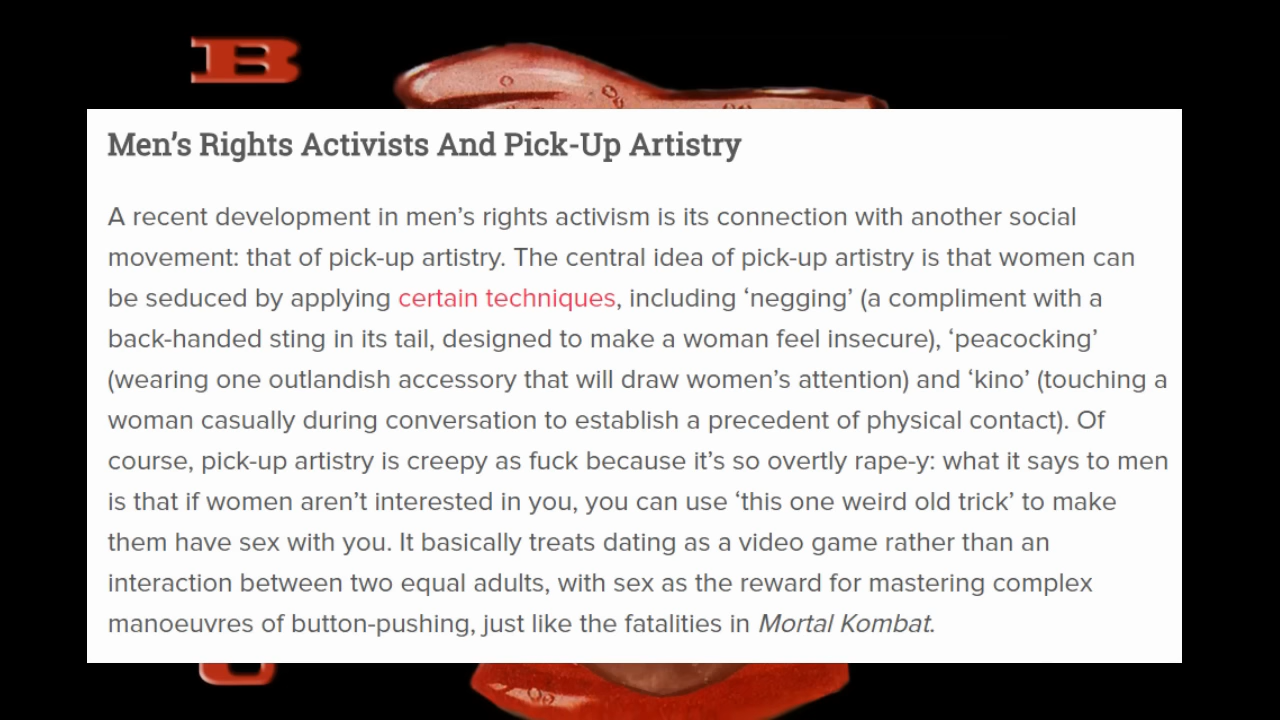 B
Men’s Rights Activists And Pick-Up Artistry
A recent development in men’s rights activism is its connection with another social
movement: that of pick-up artistry. The central idea of pick-up artistry is that women can
be seduced by applying certain techniques, including ‘negging’ (a compliment with a
back-handed sting in its tail, designed to make a woman feel insecure), ‘peacocking’
(wearing one outlandish accessory that will draw women’s attention) and ‘kino’ (touching a
woman casually during conversation to establish a precedent of physical contact). Of
course, pick-up artistry is creepy as fuck because it’s so overtly rape-y: what it says to men
is that if women aren’t interested in you, you can use ‘this one weird old trick’ to make
them have sex with you. It basically treats dating as a video game rather than an
interaction between two equal adults, with sex as the reward for mastering complex
manoeuvres of button-pushing, just like the fatalities in Mortal Kombat.